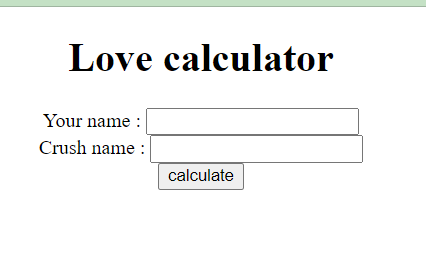 Love calculator
Your name :
Crush name :
calculate